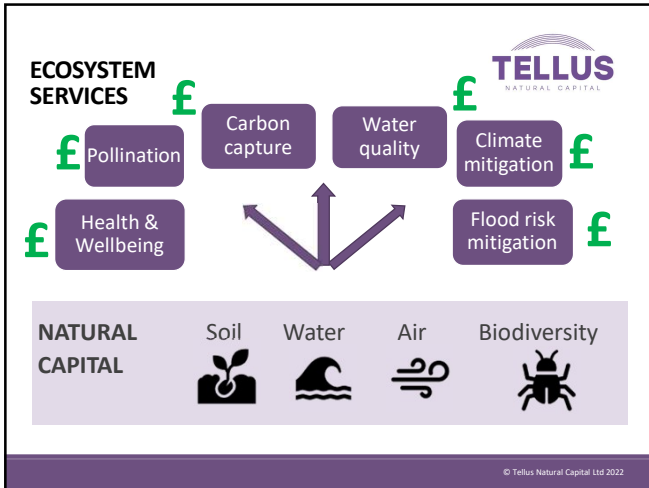 ECOSYSTEM
SERVICES
TELLUS
NATURAL CAPITAL
£
£
Carbon
capture
Water
quality
£
Pollination
Climate
mitigation
£
£
Health &
Wellbeing
Flood risk
mitigation
£
NATURAL
CAPITAL
Soil
Water
Air
Biodiversity
© Tellus Natural Capital Ltd 2022